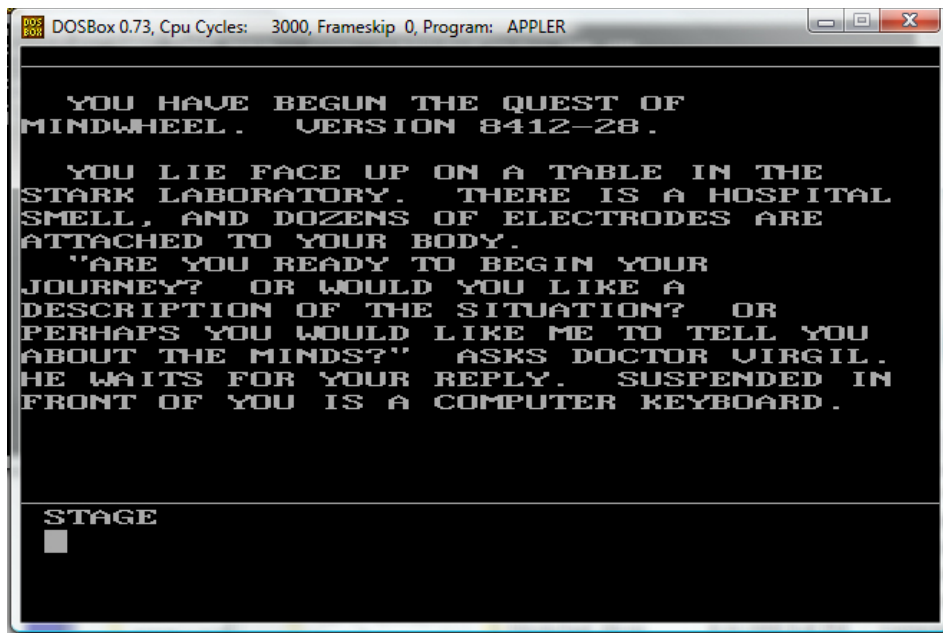 DOS BOX DOSBox 0.73, Cpu Cycles: 3000, Frameskip 0, Program: APPLER
YOU HAVE BEGUN THE QUEST OF
MINDWHEEL. VERSION 8412-28.
YOU LIE FACE UP ON A TABLE IN THE
STARK LABORATORY. THERE IS A HOSPITAL
SMELL, AND DOZENS OF ELECTRODES ARE
ATTACHED TO YOUR BODY.
"ARE YOU READY TO BEGIN YOUR
JOURNEY? OR WOULD YOU LIKE A
DESCRIPTION OF THE SITUATION? OR
PERHAPS YOU WOULD LIKE ME TO TELL YOU
ABOUT THE MINDS?" ASKS DOCTOR VIRGIL.
HE WAITS FOR YOUR REPLY. SUSPENDED IN
FRONT OF YOU IS A COMPUTER KEYBOARD.
STAGE